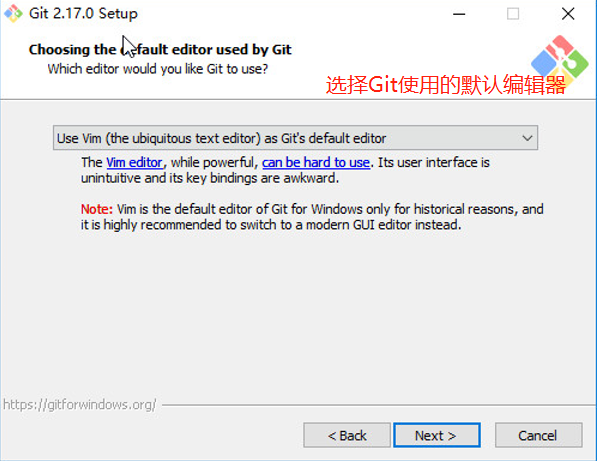 Git 2.17.0 Setup
Choosing the default editor used by Git
Which editor would you like Git to use?
选择Git使用的默认编辑器
Use Vim (the ubiquitous text editor) as Git's default editor
The Vim editor, while powerful, can be hard to use. Its user interface is
unintuitive and its key bindings are awkward.
Note: Vim is the default editor of Git for Windows only for historical reasons, and
it is highly recommended to switch to a modern GUI editor instead.
https://gitforwindows.org/
< Back
Next >
Cancel